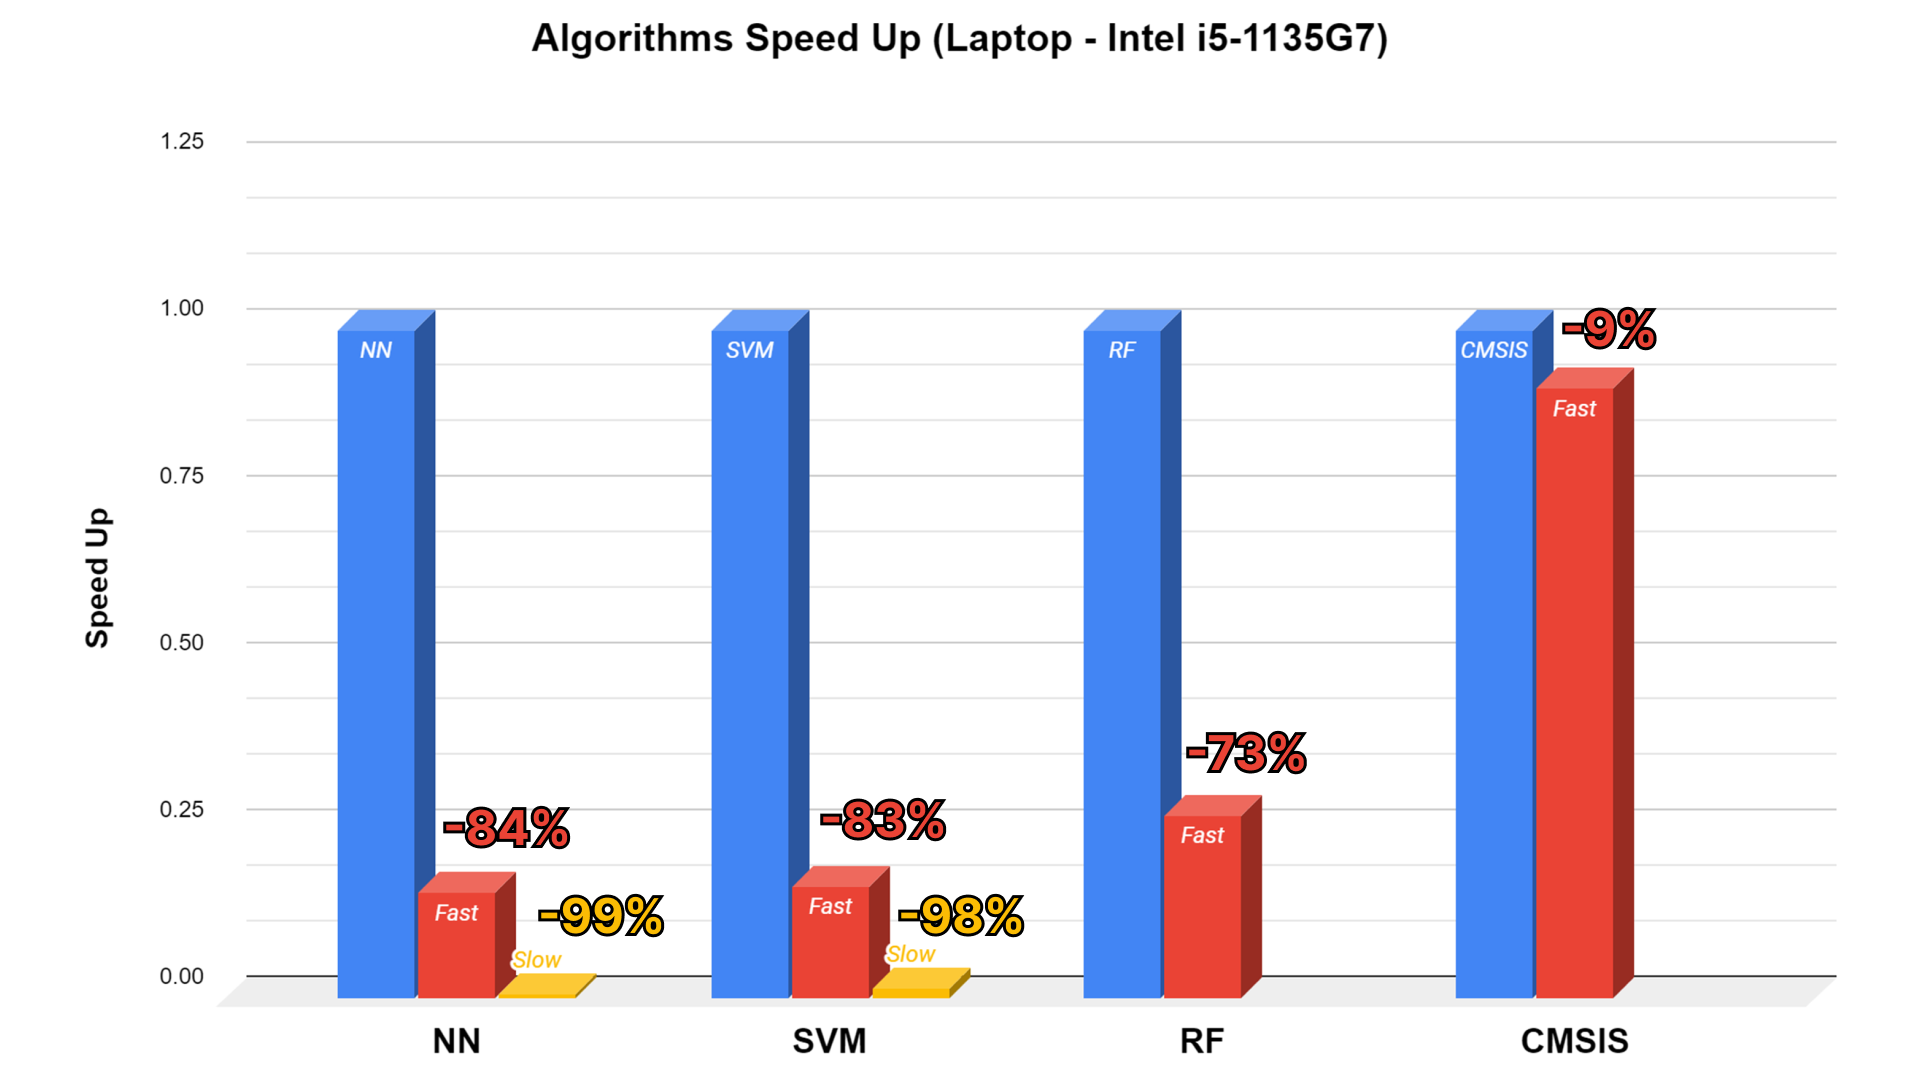 Algorithms Speed Up (Laptop - Intel i5-1135G7)
1.25
1.00
0.75
0.50
0.25
0.00
Speed Up
NN
Fast
-84%
Slow
-99%
SVM
Fast
-83%
Slow
-98%
RF
Fast
-73%
CMSIS
Fast
-9%
NN
SVM
RF
CMSIS